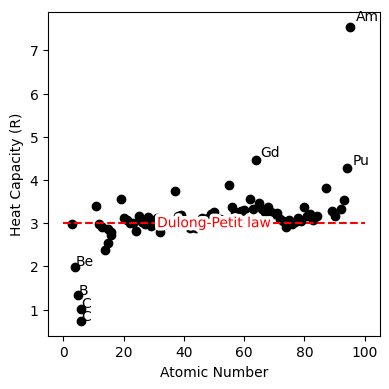 Am
7
6
5
4
3
2
1
Heat Capacity (R)
Gd
Pu
Dulong-Petit law
Be
B
C
C
0
20
40
60
80
100
Atomic Number